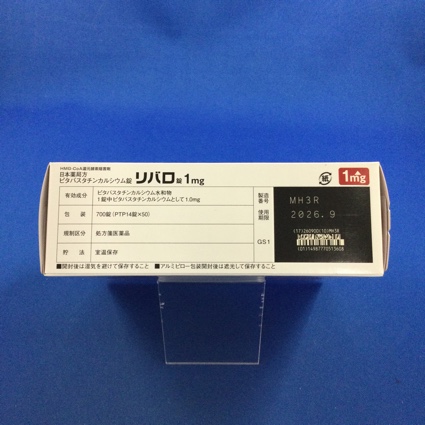 HMG-CoA還元酵素阻害剤
日本薬局方
ピタバスタチンカルシウム錠 リバロ錠1mg
紙
1mg
有効成分 ピタバスタチンカルシウム水和物
1錠中ピタバスタチンカルシウムとして1.0mg
包装 700錠(PTP14錠×50)
規制区分 処方箋医薬品
貯法 室温保存
製造番号 MH3R
使用期限 2026.9
GS1
(17)260900(10)MH3R
(01)14987770513608
■開封後は湿気を避けて保存すること ■アルミピロー包装開封後は遮光して保存すること